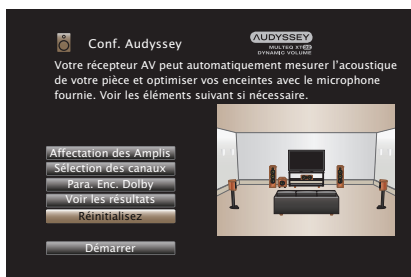 Conf. Audyssey
AUDYSSEY
MULTEQ XT32
DYNAMIC VOLUME
Votre récepteur AV peut automatiquement mesurer l'acoustique
de votre pièce et optimiser vos enceintes avec le microphone
fournie. Voir les éléments suivant si nécessaire.
Affectation des Amplis
Sélection des canaux
Para. Enc. Dolby
Voir les résultats
Réinitialisez
Démarrer